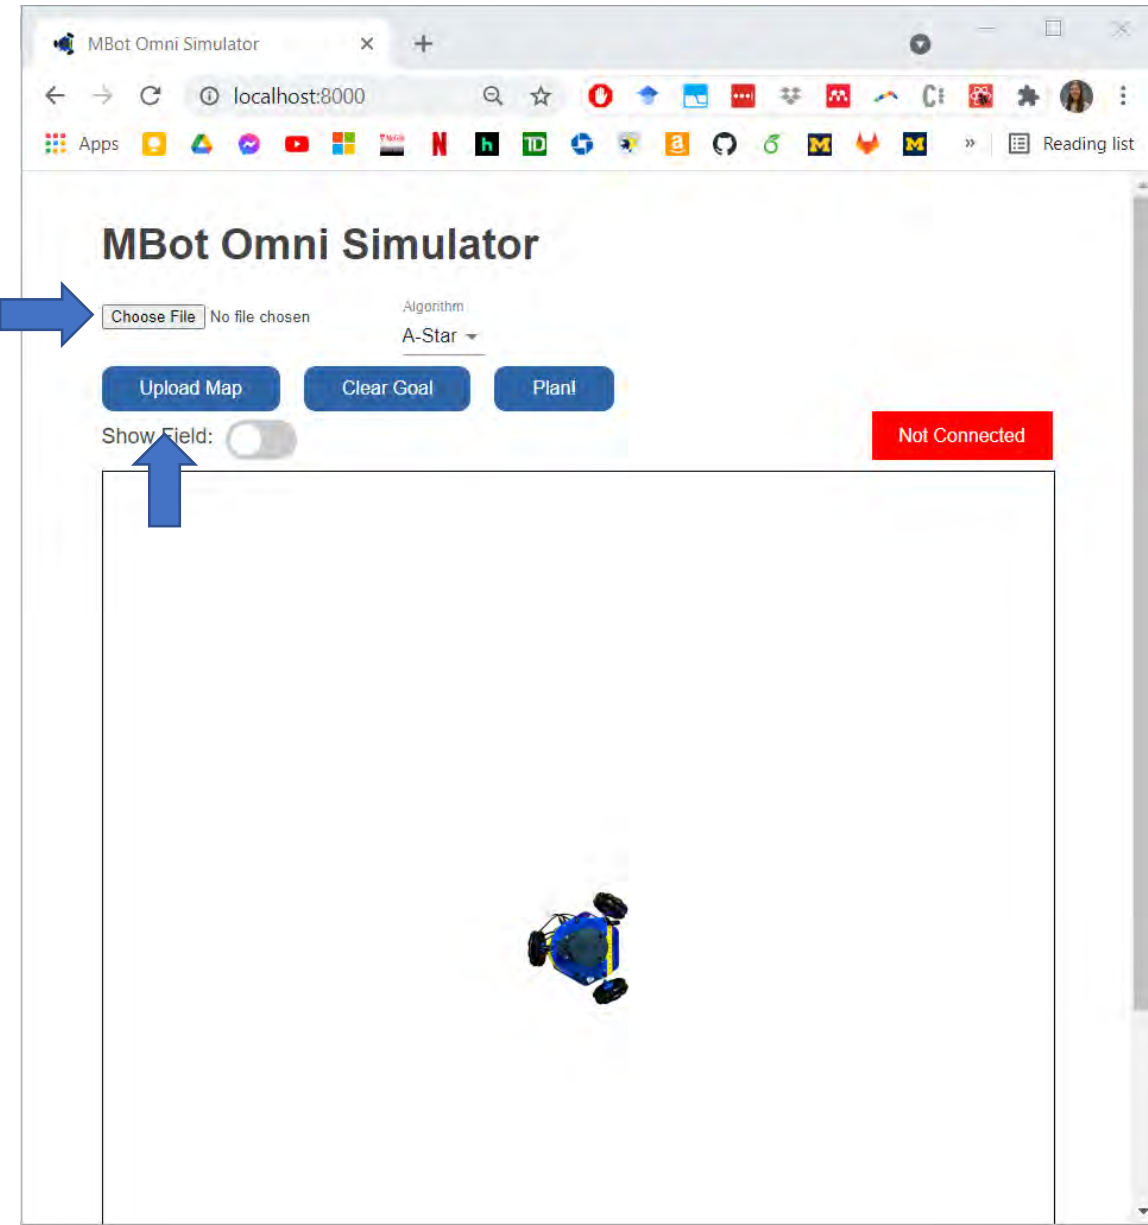 MBot Omni Simulator
localhost:8000
Apps
Reading list
MBot Omni Simulator
Choose File No file chosen
Algorithm
A-Star
Upload Map Clear Goal Plan!
Show Field:
Not Connected